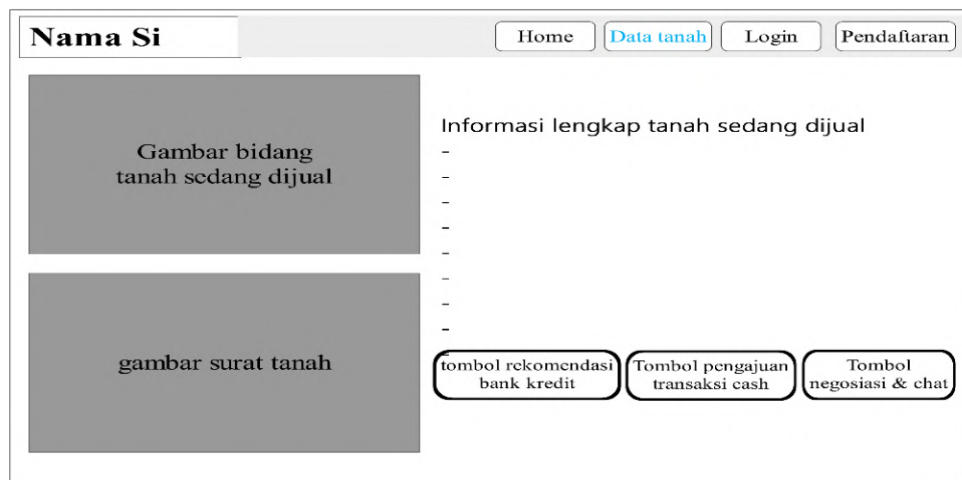 Nama Si
Home
Data tanah
Login
Pendaftaran
Gambar bidang
tanah sedang dijual
Informasi lengkap tanah sedang dijual
-
-
-
-
-
-
-
-
-
gambar surat tanah
tombol rekomendasi
bank kredit
Tombol pengajuan
transaksi cash
Tombol
negosiasi & chat